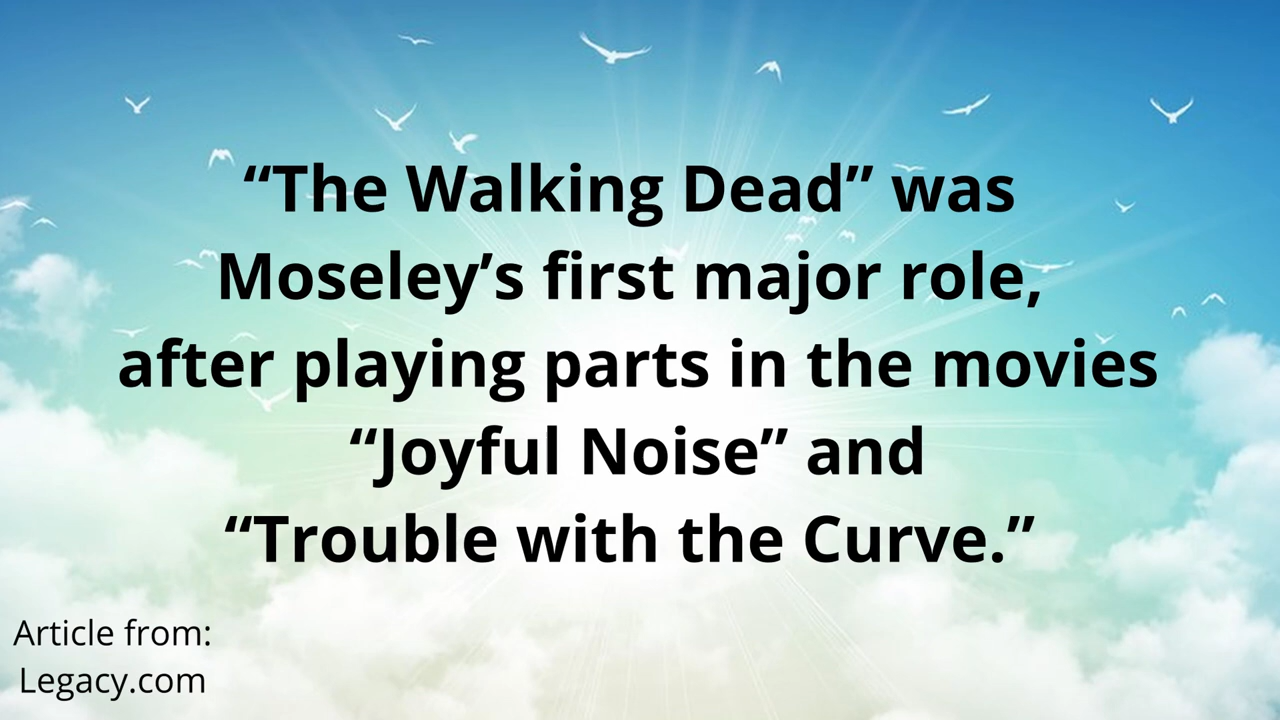 “The Walking Dead” was
Moseley’s first major role,
after playing parts in the movies
“Joyful Noise” and
“Trouble with the Curve.”
Article from:
Legacy.com